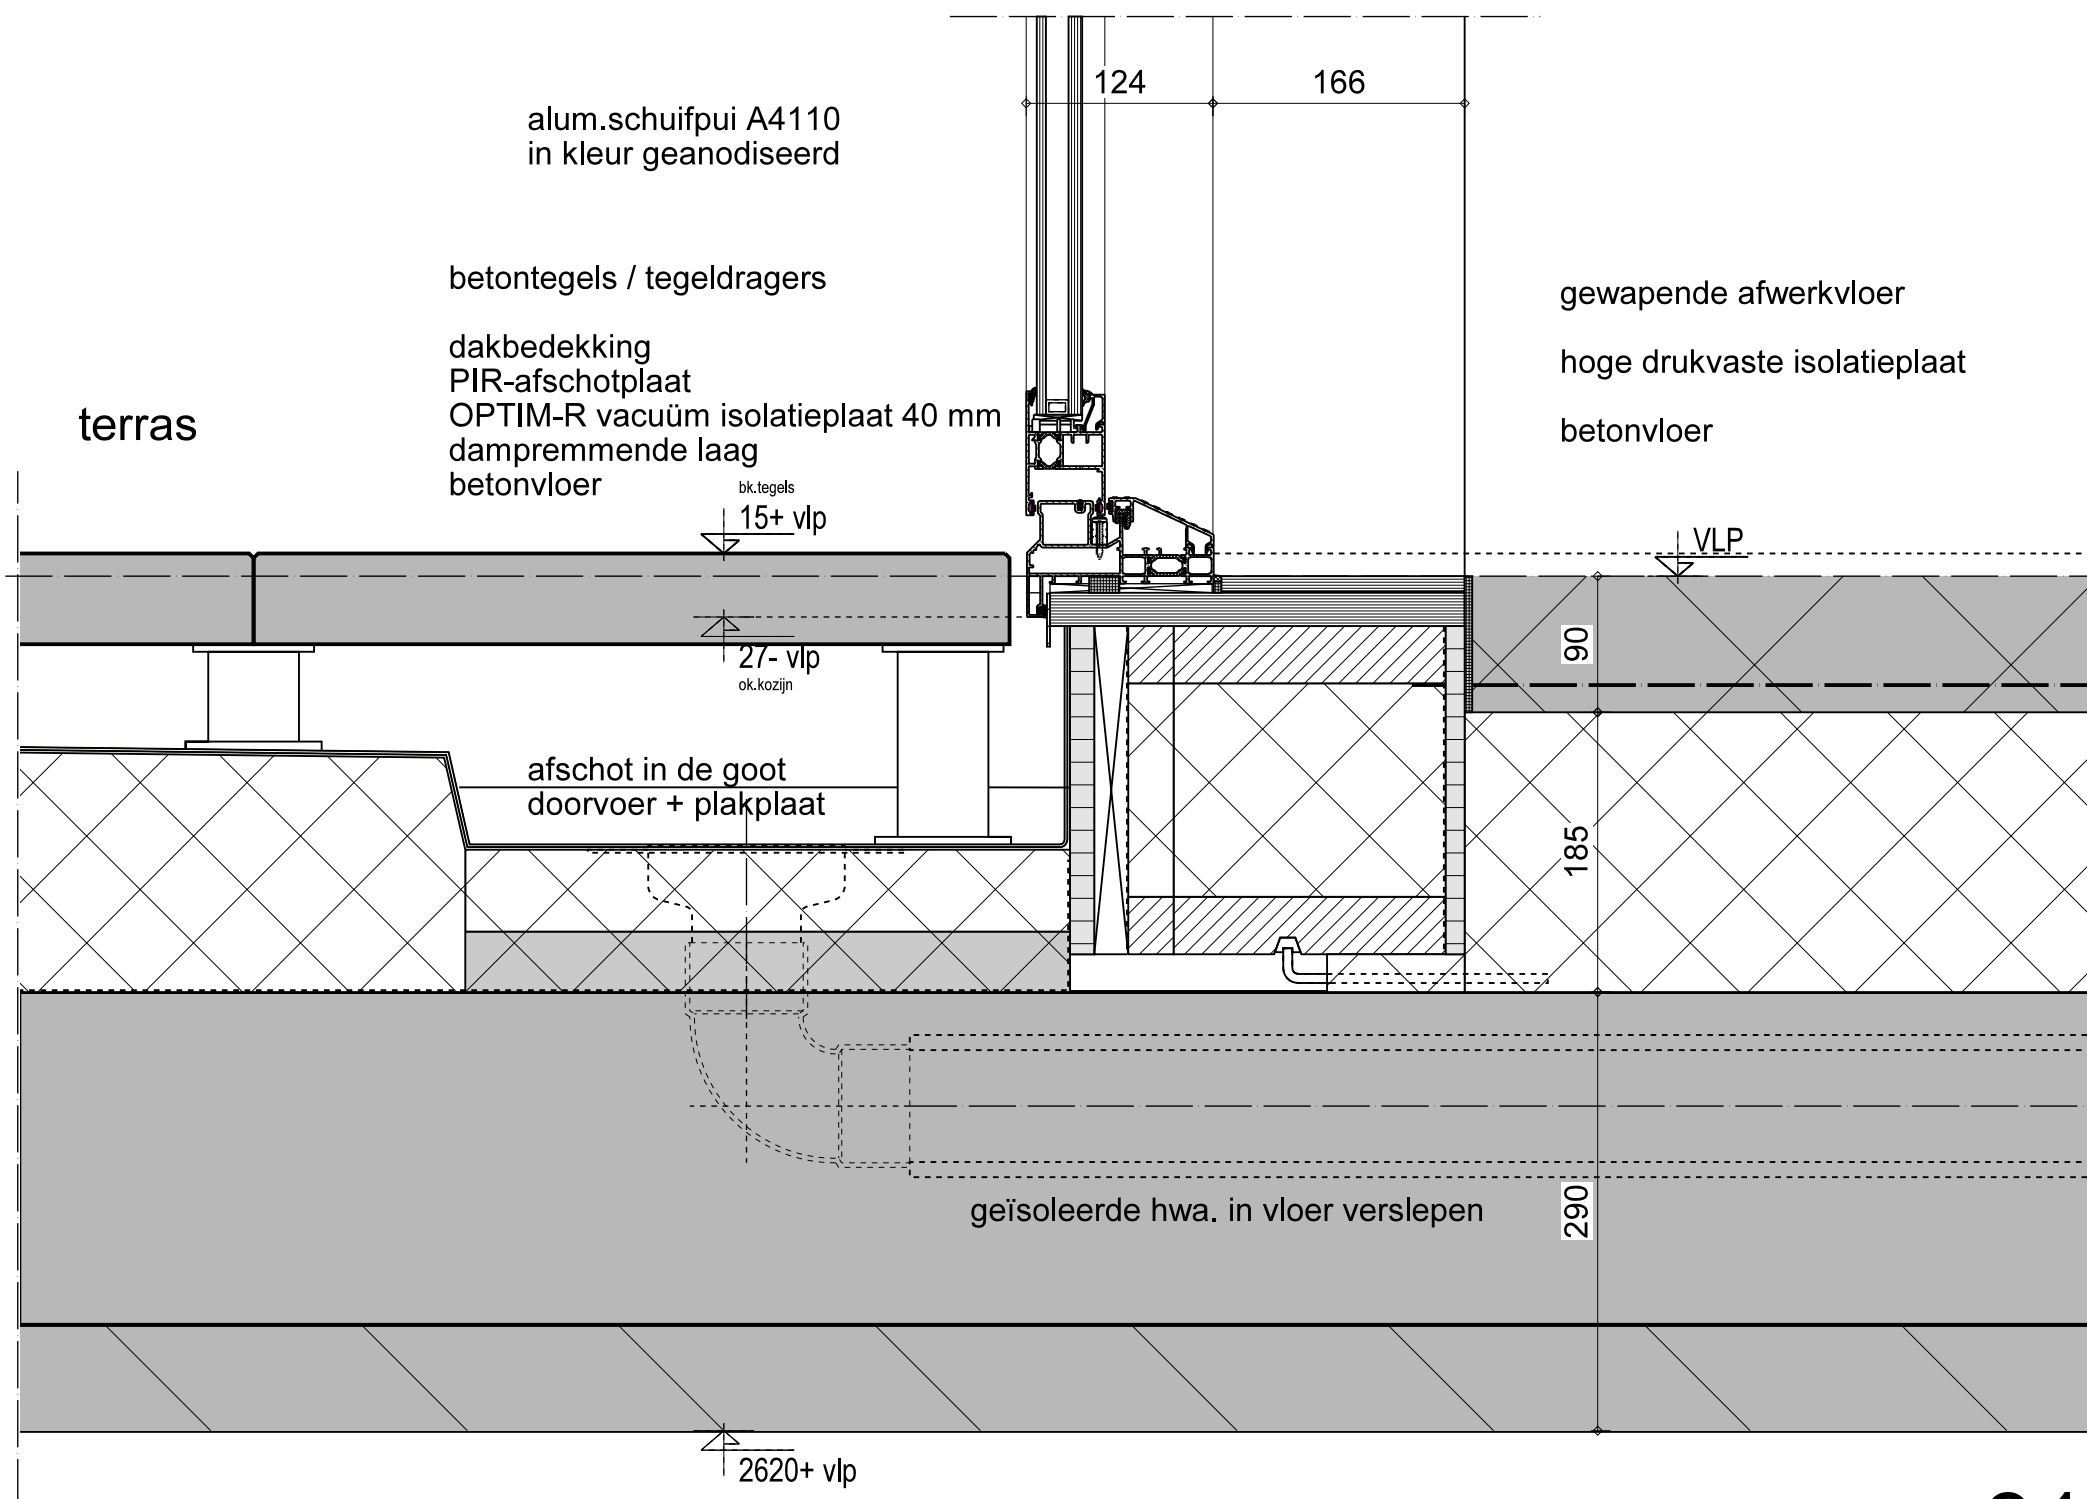 124
166
alum.schuifpui A4110
in kleur geanodiseerd
betontegels / tegeldragers
dakbedekking
PIR-afschotplaat
OPTIM-R vacuüm isolatieplaat 40 mm
dampremmende laag
betonvloer
terras
gewapende afwerkvloer
hoge drukvaste isolatieplaat
betonvloer
bk.tegels
15+ vlp
VLP
27- vlp
ok.kozijn
90
afschot in de goot
doorvoer + plakplaat
185
geïsoleerde hwa. in vloer verslepen
290
2620+ vlp